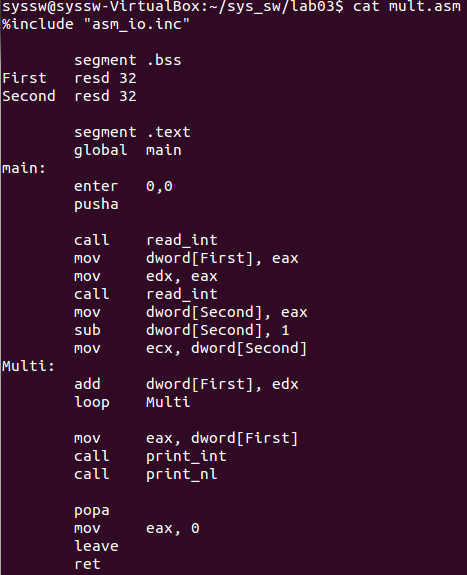 syssw@syssw-VirtualBox:~/sys_sw/lab03$ cat mult.asm
%include "asm_io.inc"

        segment .bss
First   resd 32
Second  resd 32

        segment .text
        global  main
main:
        enter   0,0
        pusha

        call    read_int
        mov     dword[First], eax
        mov     edx, eax
        call    read_int
        mov     dword[Second], eax
        sub     dword[Second], 1
        mov     ecx, dword[Second]
Multi:
        add     dword[First], edx
        loop    Multi

        mov     eax, dword[First]
        call    print_int
        call    print_nl

        popa
        mov     eax, 0
        leave
        ret